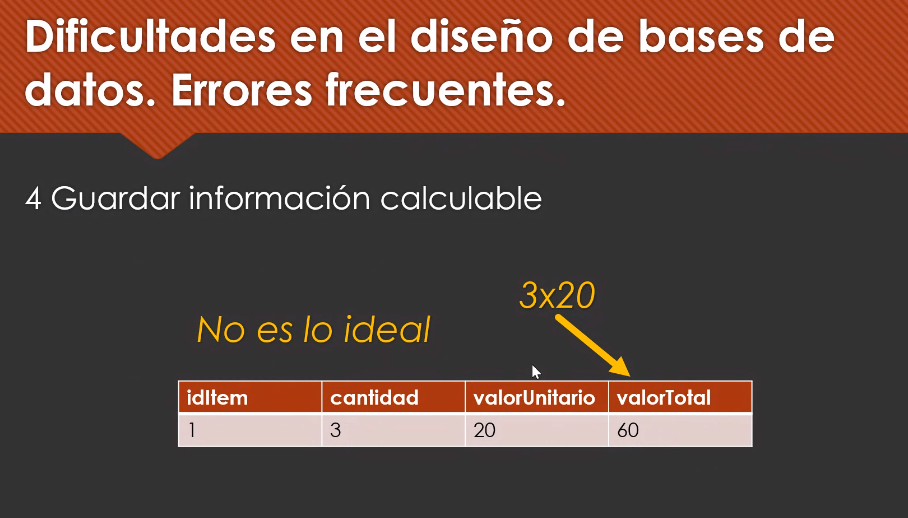 Dificultades en el diseño de bases de
datos. Errores frecuentes.
4 Guardar información calculable
3x20
No es lo ideal
idItem cantidad valorUnitario valorTotal
1 3 20 60